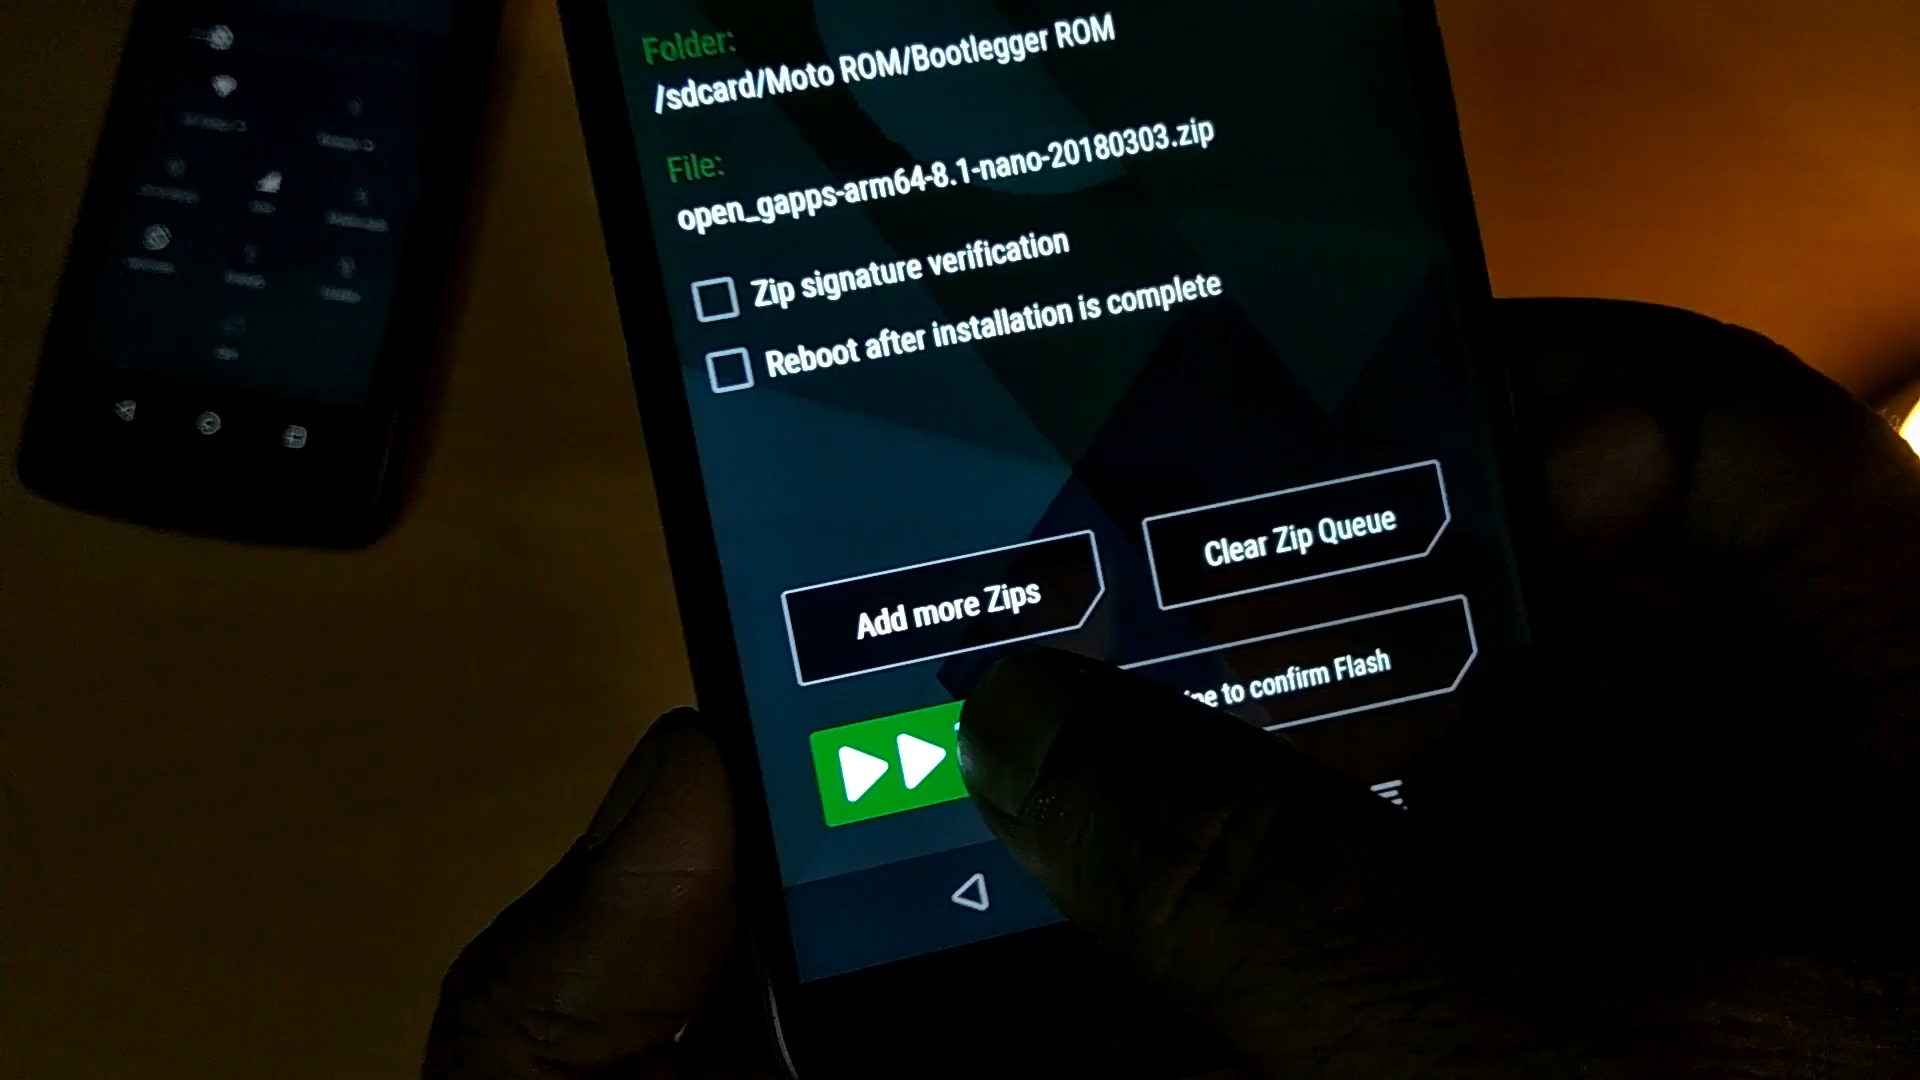 Folder:
/sdcard/Moto ROM/Bootlegger ROM
File:
open_gapps-arm64-8.1-nano-20180303.zip
Zip signature verification
Reboot after installation is complete
Add more Zips
Clear Zip Queue
to confirm Flash